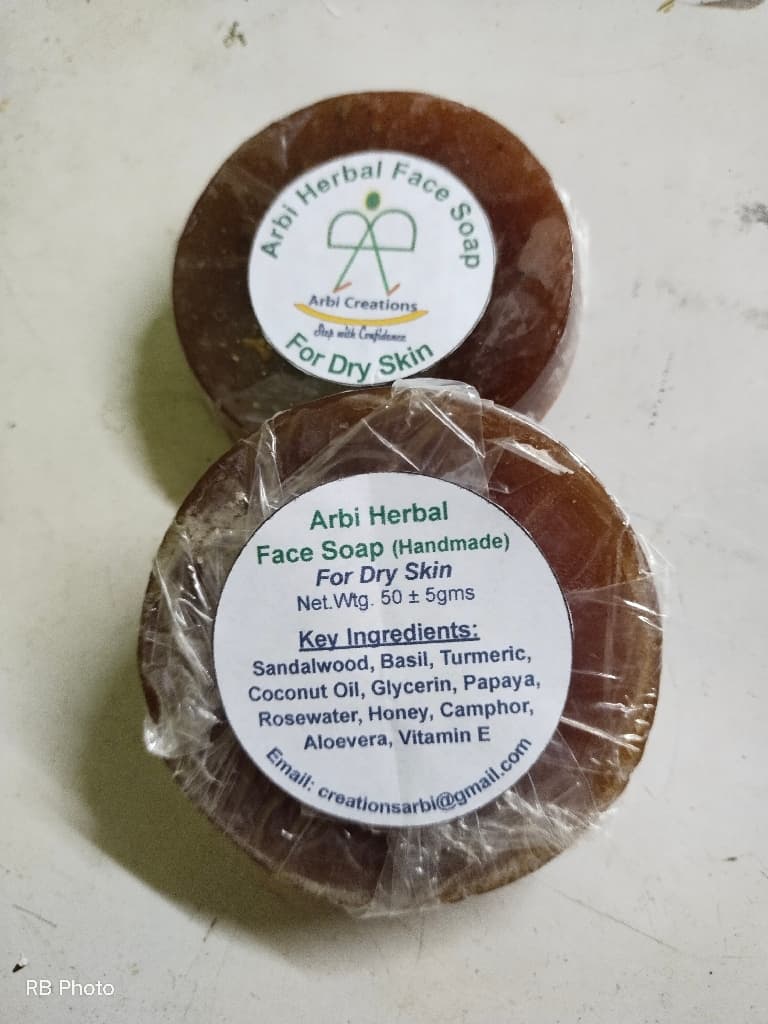 Arbi Herbal Face Soap
Arbi Creations
Step with Confidence
For Dry Skin
Arbi Herbal
Face Soap (Handmade)
For Dry Skin
Net.Wtg. 50 ± 5gms
Key Ingredients:
Sandalwood, Basil, Turmeric,
Coconut Oil, Glycerin, Papaya,
Rosewater, Honey, Camphor,
Aloevera, Vitamin E
Email: creationsarbi@gmail.com
RB Photo